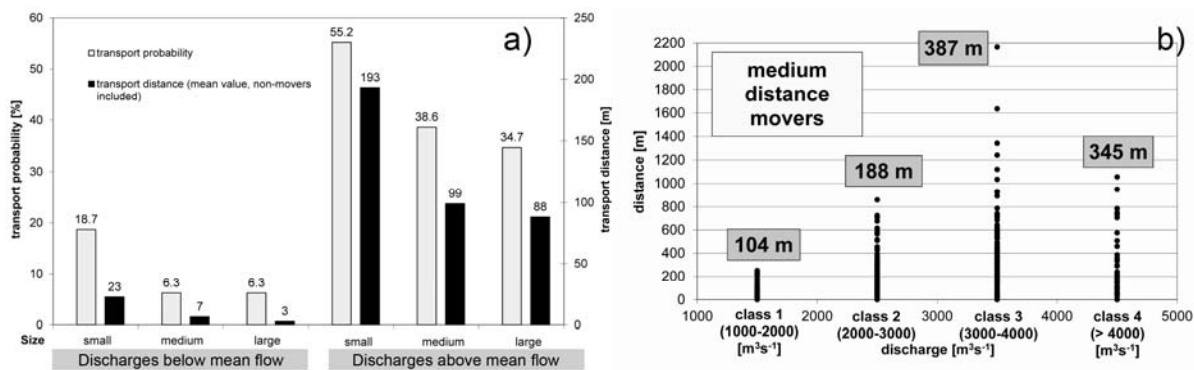 a)
60
50
40
30
20
10
0
transport probability [%]
transport probability
transport distance (mean value, non-movers
included)
18.7
23
6.3
7
6.3
3
55.2
193
38.6
99
34.7
88
250
200
150
100
50
0
transport distance [m]
Size
small
medium
large
small
medium
large
Discharges below mean flow
Discharges above mean flow
b)
2200
2000
1800
1600
1400
1200
1000
800
600
400
200
0
distance [m]
medium
distance
movers
104 m
188 m
387 m
345 m
1000
2000
3000
4000
5000
class 1
(1000-2000)
[m³s⁻¹]
class 2
(2000-3000)
class 3
(3000-4000)
class 4
(> 4000)
[m³s⁻¹]
discharge [m³s⁻¹]